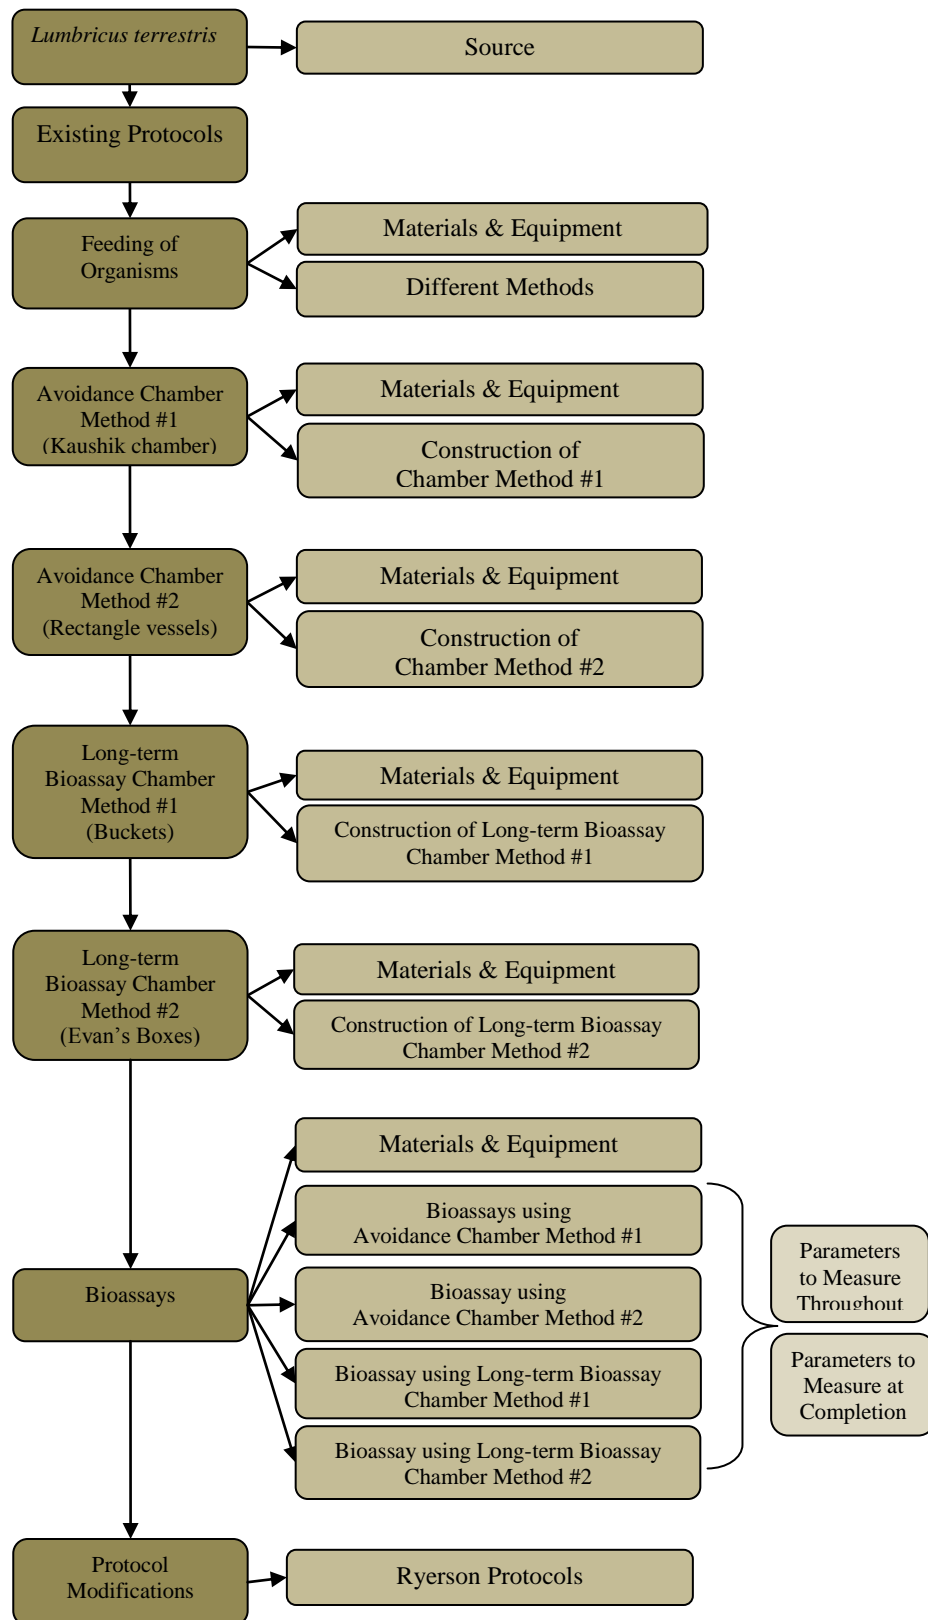 Lumbricus terrestris
Source
Existing Protocols
Feeding of
Organisms
Materials & Equipment
Different Methods
Avoidance Chamber
Method #1
(Kaushik chamber)
Materials & Equipment
Construction of
Chamber Method #1
Avoidance Chamber
Method #2
(Rectangle vessels)
Materials & Equipment
Construction of
Chamber Method #2
Long-term
Bioassay Chamber
Method #1
(Buckets)
Materials & Equipment
Construction of Long-term Bioassay
Chamber Method #1
Long-term
Bioassay Chamber
Method #2
(Evan’s Boxes)
Materials & Equipment
Construction of Long-term Bioassay
Chamber Method #2
Bioassays
Materials & Equipment
Bioassays using
Avoidance Chamber Method #1
Bioassay using
Avoidance Chamber Method #2
Bioassay using Long-term Bioassay
Chamber Method #1
Bioassay using Long-term Bioassay
Chamber Method #2
Parameters
to Measure
Throughout
Parameters to
Measure at
Completion
Protocol
Modifications
Ryerson Protocols